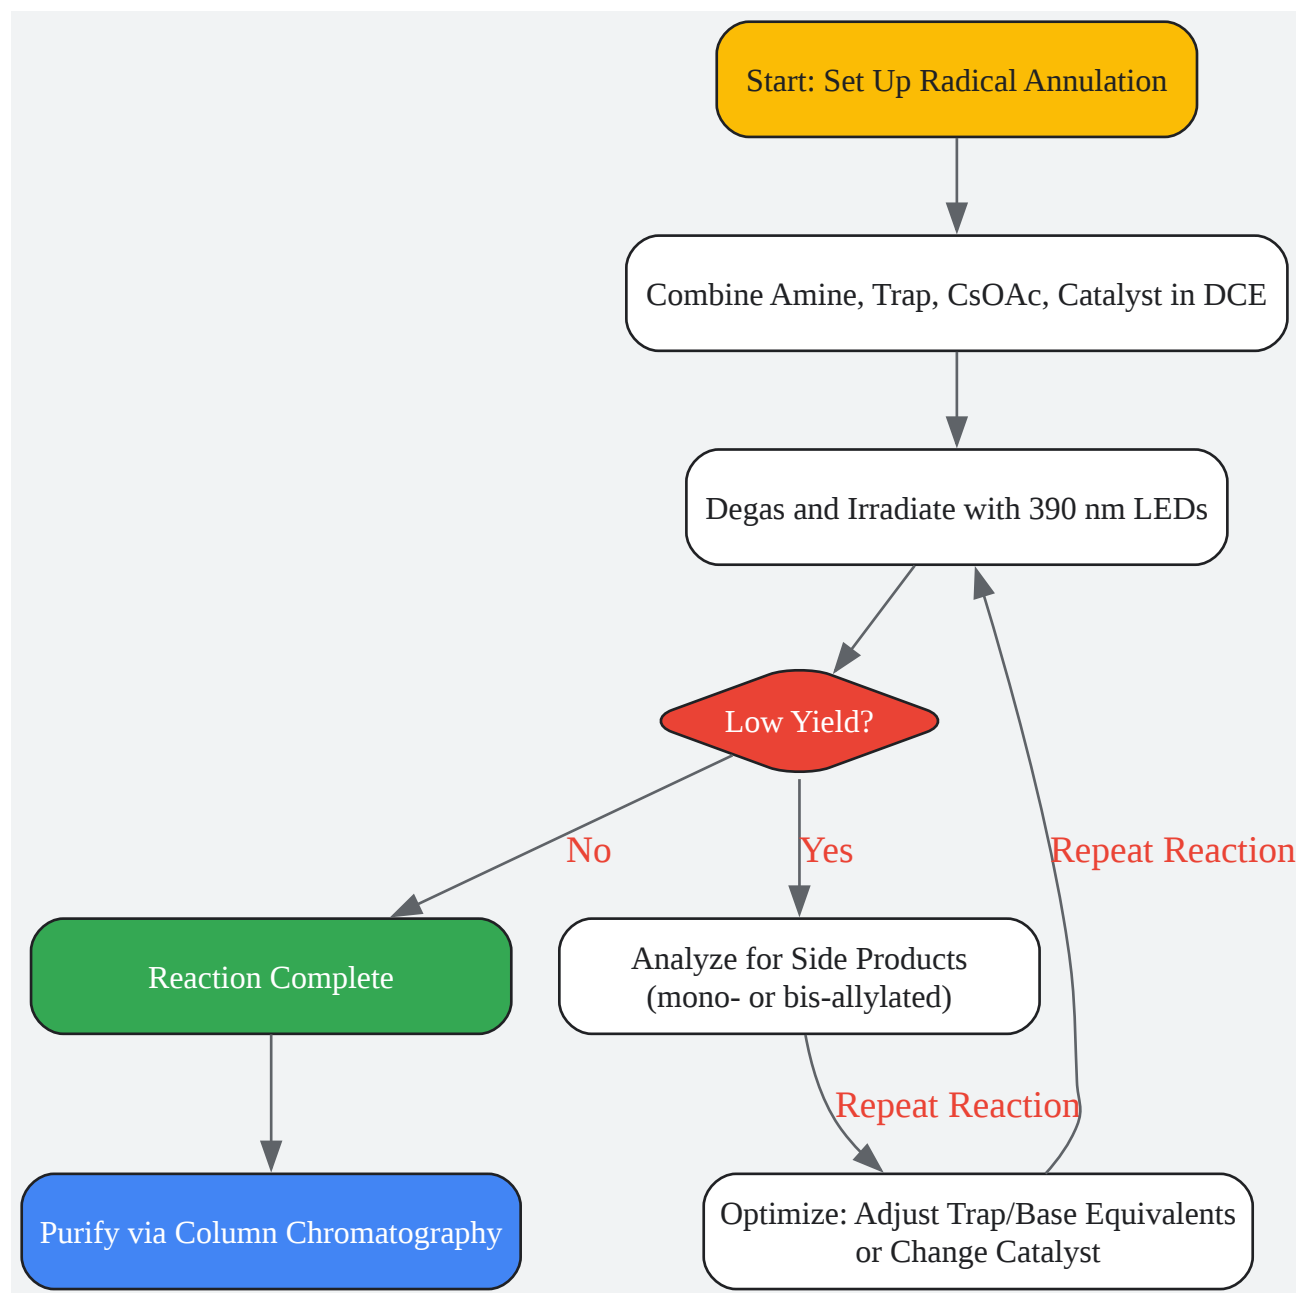 Start: Set Up Radical Annulation
Combine Amine, Trap, CsOAc, Catalyst in DCE
Degas and Irradiate with 390 nm LEDs
Low Yield?
No
Yes
Repeat Reaction
Reaction Complete
Analyze for Side Products
(mono- or bis-allylated)
Repeat Reaction
Purify via Column Chromatography
Optimize: Adjust Trap/Base Equivalents
or Change Catalyst